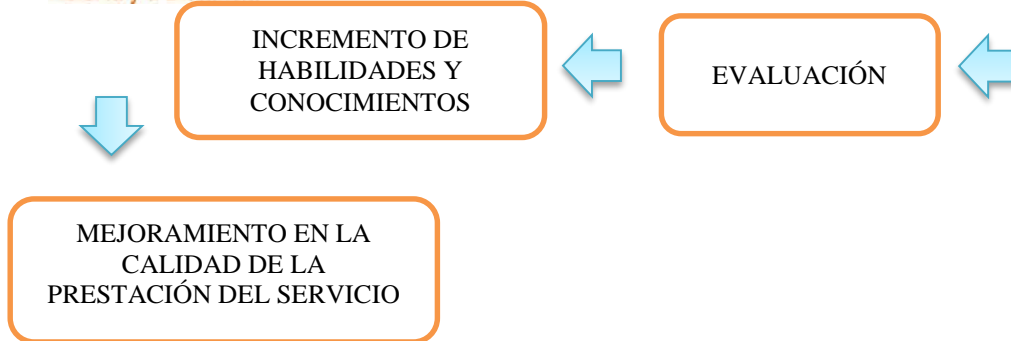 INCREMENTO DE
HABILIDADES Y
CONOCIMIENTOS
EVALUACIÓN
MEJORAMIENTO EN LA
CALIDAD DE LA
PRESTACIÓN DEL SERVICIO